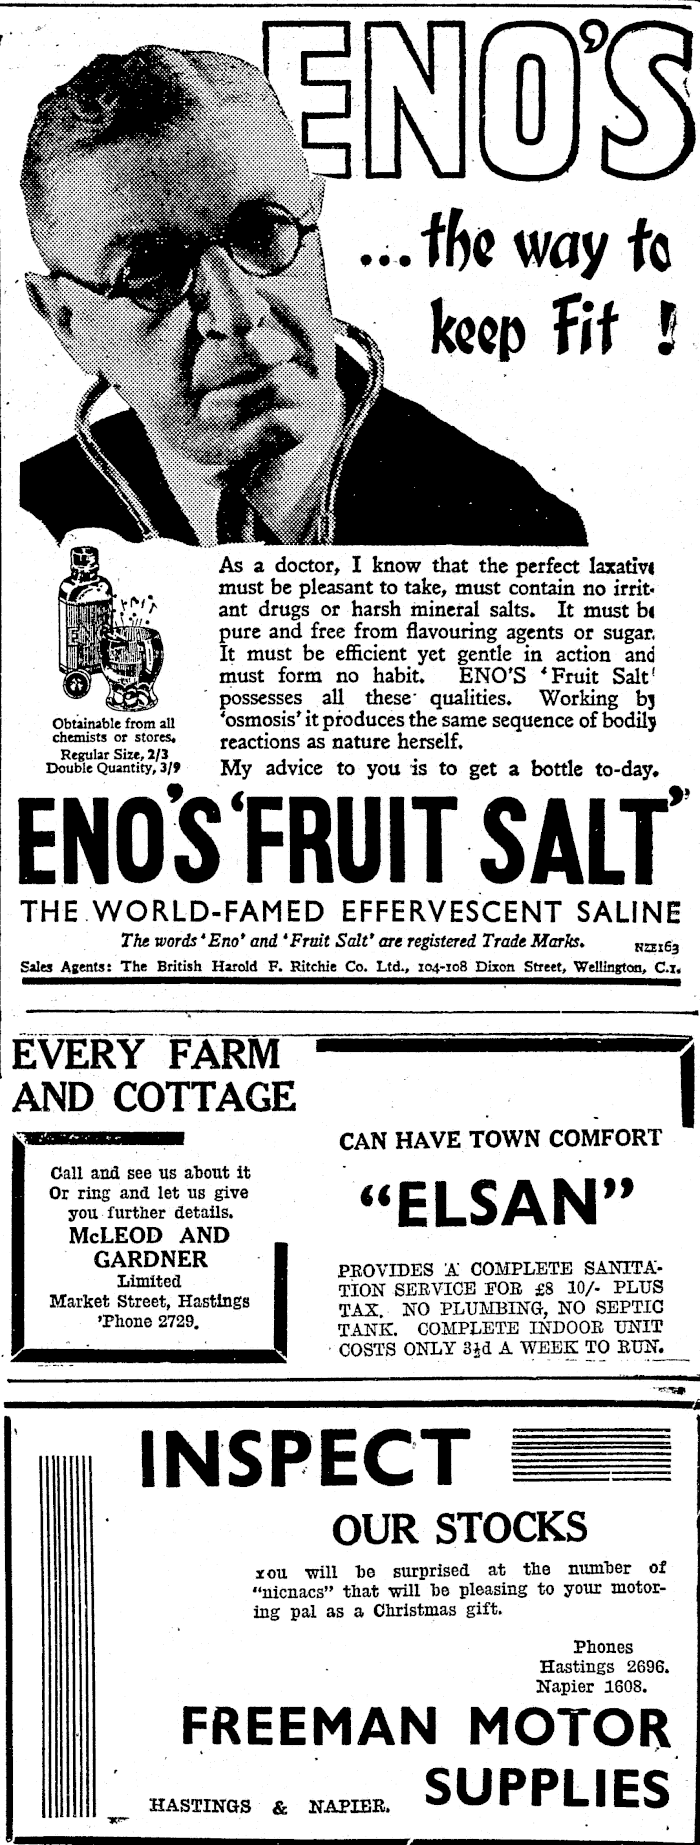 ENO'S
...the way to
keep Fit !
ENO'S
Obtainable from all
chemists or stores.
Regular Size, 2/3
Double Quantity, 3/9
As a doctor, I know that the perfect laxative
must be pleasant to take, must contain no irrit-
ant drugs or harsh mineral salts. It must be
pure and free from flavouring agents or sugar.
It must be efficient yet gentle in action and
must form no habit. ENO'S 'Fruit Salt'
possesses all these qualities. Working by
'osmosis' it produces the same sequence of bodily
reactions as nature herself.
My advice to you is to get a bottle to-day.
ENO'S 'FRUIT SALT'
THE WORLD-FAMED EFFERVESCENT SALINE
The words 'Eno' and 'Fruit Salt' are registered Trade Marks.
NZE163
Sales Agents: The British Harold F. Ritchie Co. Ltd., 104-108 Dixon Street, Wellington, C.1.
EVERY FARM
AND COTTAGE
CAN HAVE TOWN COMFORT
"ELSAN"
PROVIDES A COMPLETE SANITA-
TION SERVICE FOR £8 10/- PLUS
TAX. NO PLUMBING, NO SEPTIC
TANK. COMPLETE INDOOR UNIT
COSTS ONLY 3½d A WEEK TO RUN.
Call and see us about it
Or ring and let us give
you further details.
McLEOD AND
GARDNER
Limited
Market Street, Hastings
'Phone 2729.
INSPECT
OUR STOCKS
You will be surprised at the number of
"nicnacs" that will be pleasing to your motor-
ing pal as a Christmas gift.
Phones
Hastings 2696.
Napier 1608.
FREEMAN MOTOR
SUPPLIES
HASTINGS & NAPIER.